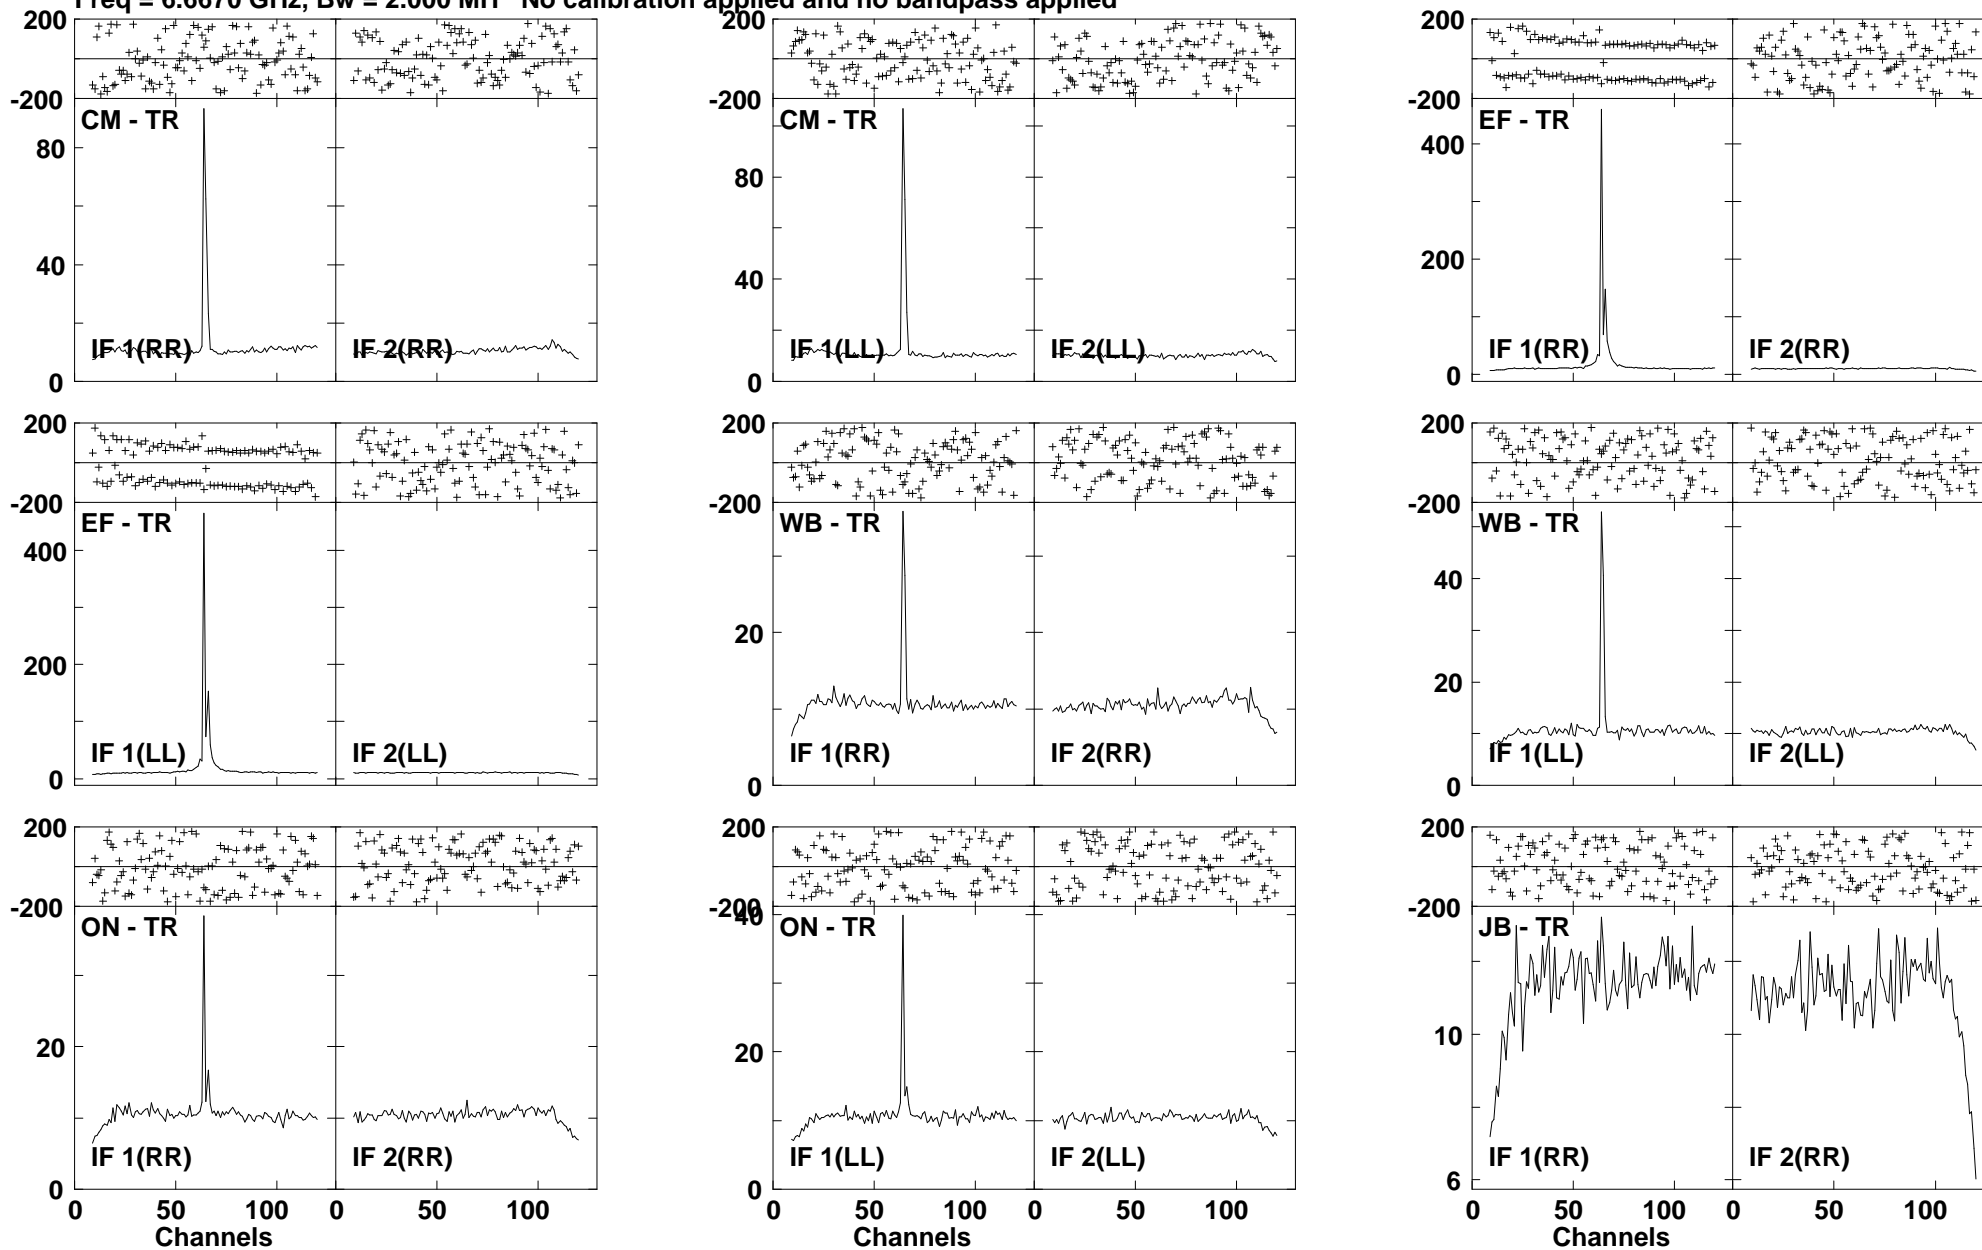 Freq = 6.6670 GHz, Bw = 2.000 MH No calibration applied and no bandpass applied
200 200 200
-200 -200 -200
CM - TR CM - TR EF - TR
80 80 400
40 40 200
IF 1(RR) IF 2(RR) IF 1(LL) IF 2(LL) IF 1(RR) IF 2(RR)
0 0 0
200 200 200
-200 -200 -200
EF - TR WB - TR WB - TR
400 20 40
200 20
IF 1(LL) IF 2(LL) IF 1(RR) IF 2(RR) IF 1(LL) IF 2(LL)
0 0 0
200 200 200
-200 -200 -200
40
ON - TR ON - TR JB - TR
20 20 10
IF 1(RR) IF 2(RR) IF 1(LL) IF 2(LL) IF 1(RR) IF 2(RR)
0 0 6
0 50 100 0 50 100 0 50 100 0 50 100 0 50 100 0 50 100
Channels Channels Channels